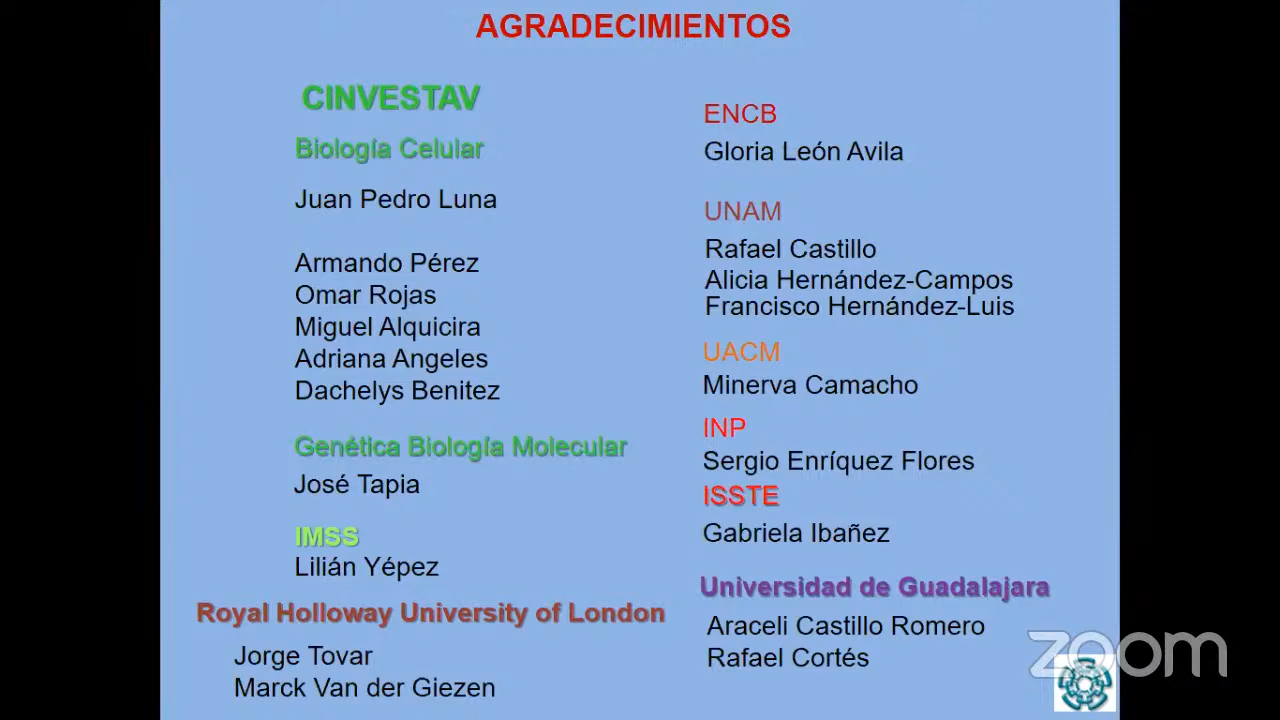 AGRADECIMIENTOS
CINVESTAV
Biología Celular
Juan Pedro Luna
Armando Pérez
Omar Rojas
Miguel Alquicira
Adriana Angeles
Dachelys Benitez
Genética Biología Molecular
José Tapia
IMSS
Lilián Yépez
Royal Holloway University of London
Jorge Tovar
Marck Van der Giezen
ENCB
Gloria León Avila
UNAM
Rafael Castillo
Alicia Hernández-Campos
Francisco Hernández-Luis
UACM
Minerva Camacho
INP
Sergio Enríquez Flores
ISSTE
Gabriela Ibañez
Universidad de Guadalajara
Araceli Castillo Romero
Rafael Cortés
zoom